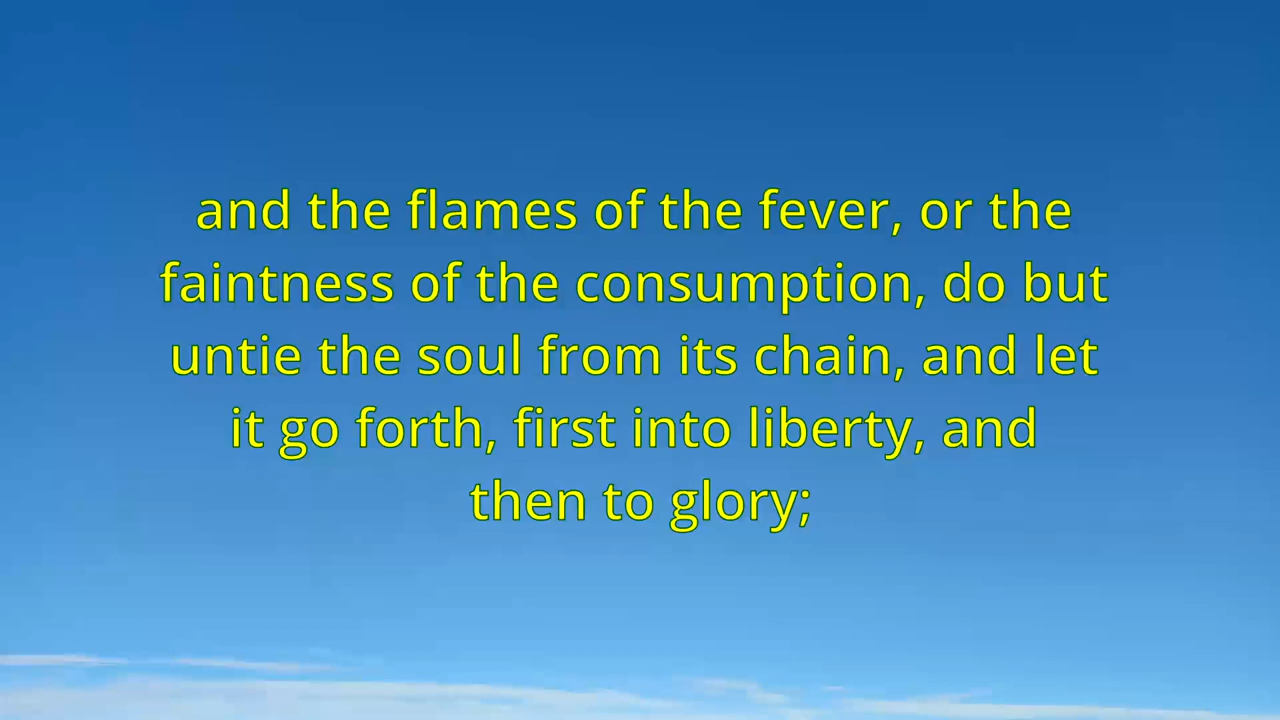 and the flames of the fever, or the
faintness of the consumption, do but
untie the soul from its chain, and let
it go forth, first into liberty, and
then to glory;